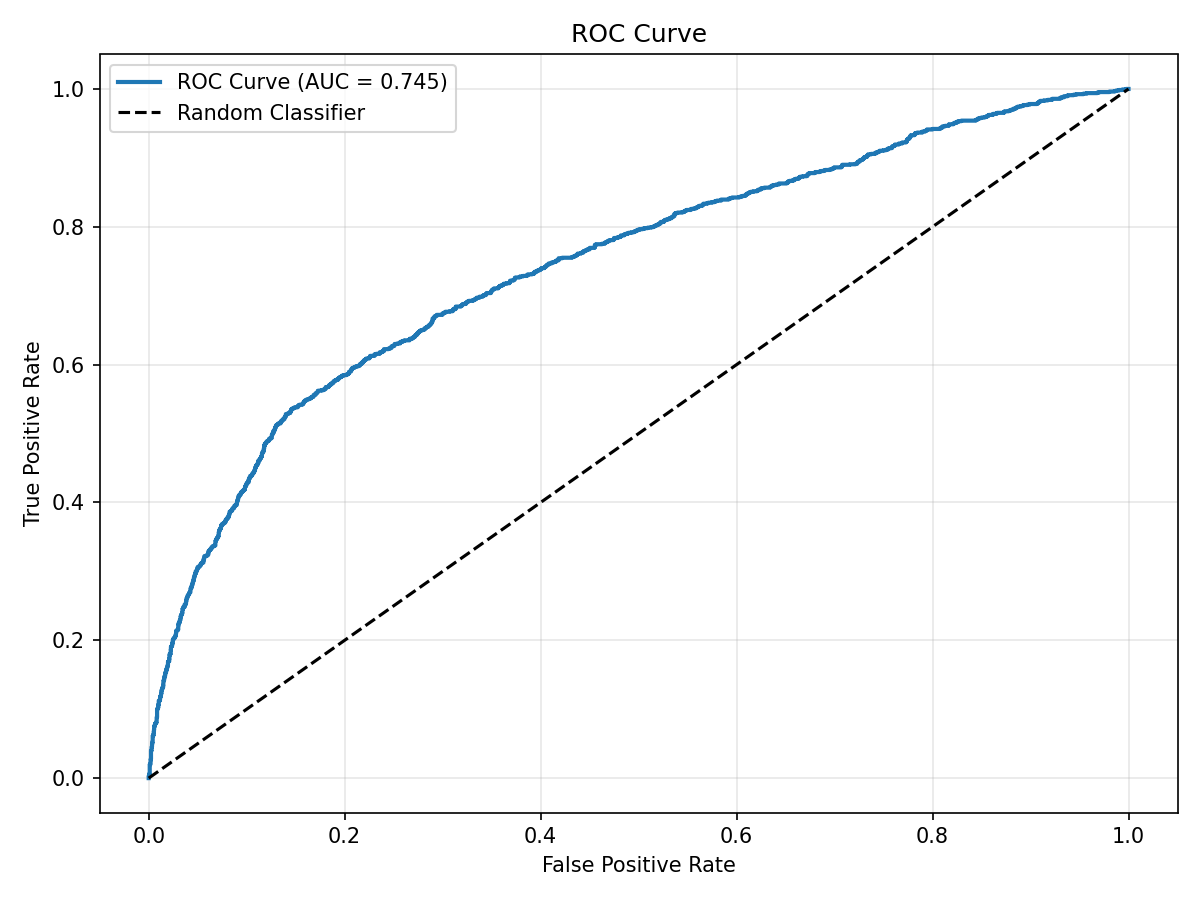 ROC Curve
ROC Curve (AUC = 0.745)
Random Classifier
1.0
0.8
0.6
0.4
0.2
0.0
True Positive Rate
0.0 0.2 0.4 0.6 0.8 1.0
False Positive Rate